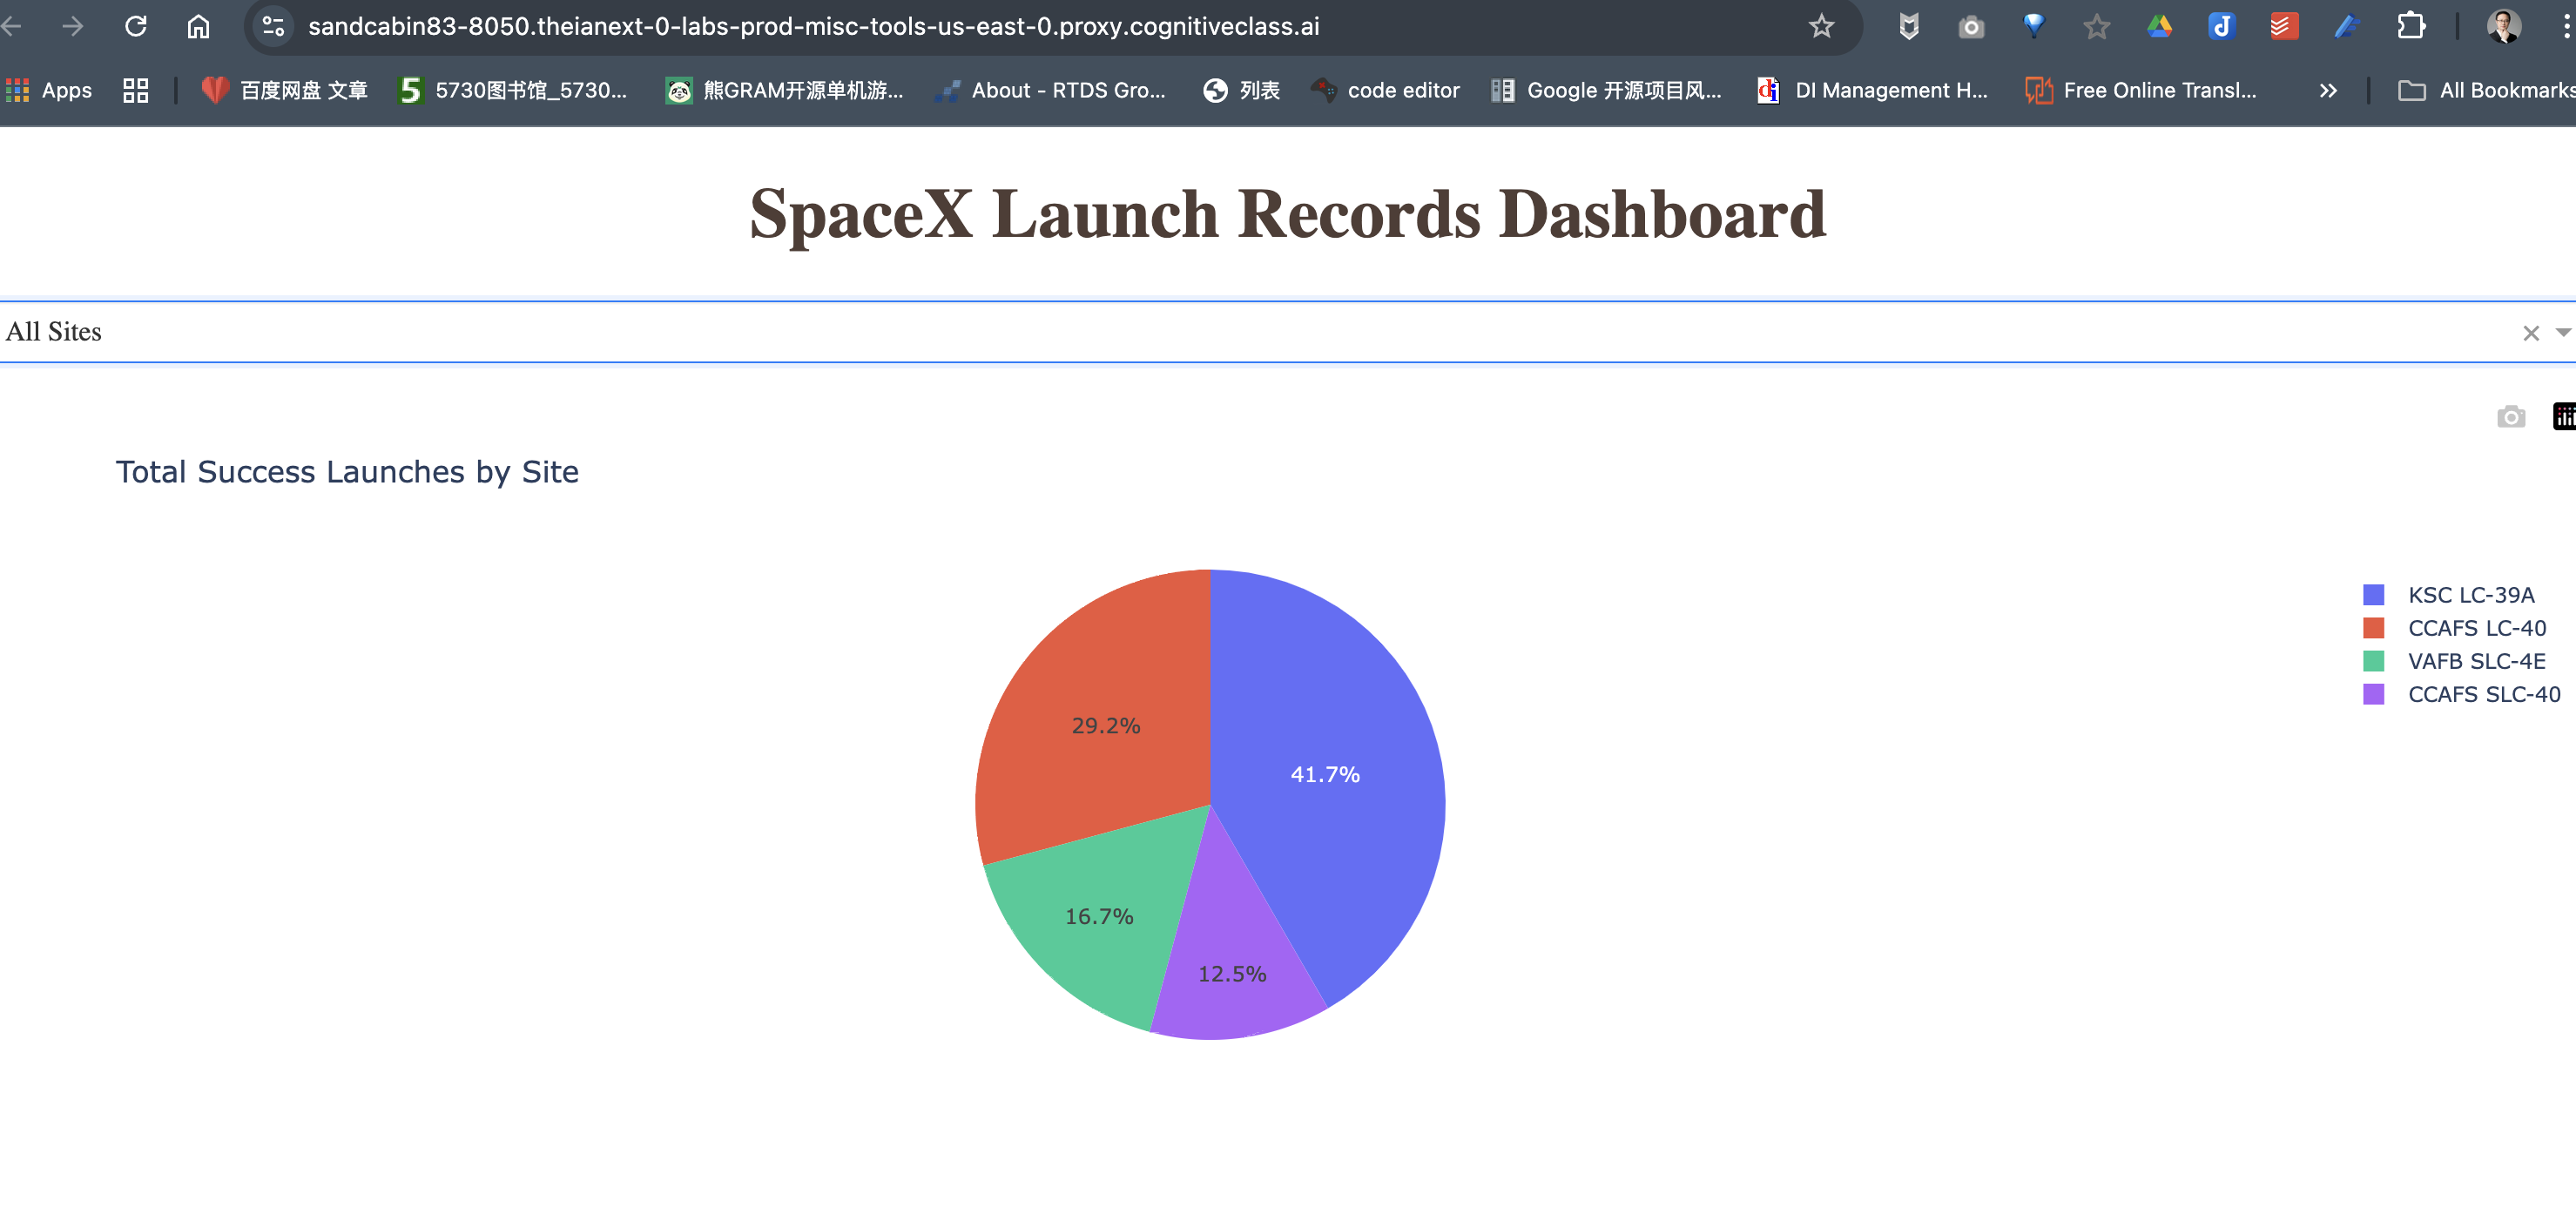 sandcabin83-8050.theianext-0-labs-prod-misc-tools-us-east-0.proxy.cognitiveclass.ai
Apps 百度网盘 文章 5 5730图书馆_5730... 熊GRAM开源单机游... About - RTDS Gro... 列表 code editor Google 开源项目风... di DI Management H... Free Online Transl... » All Bookmarks
SpaceX Launch Records Dashboard
All Sites
Total Success Launches by Site
KSC LC-39A
CCAFS LC-40
VAFB SLC-4E
CCAFS SLC-40
29.2%
41.7%
16.7%
12.5%